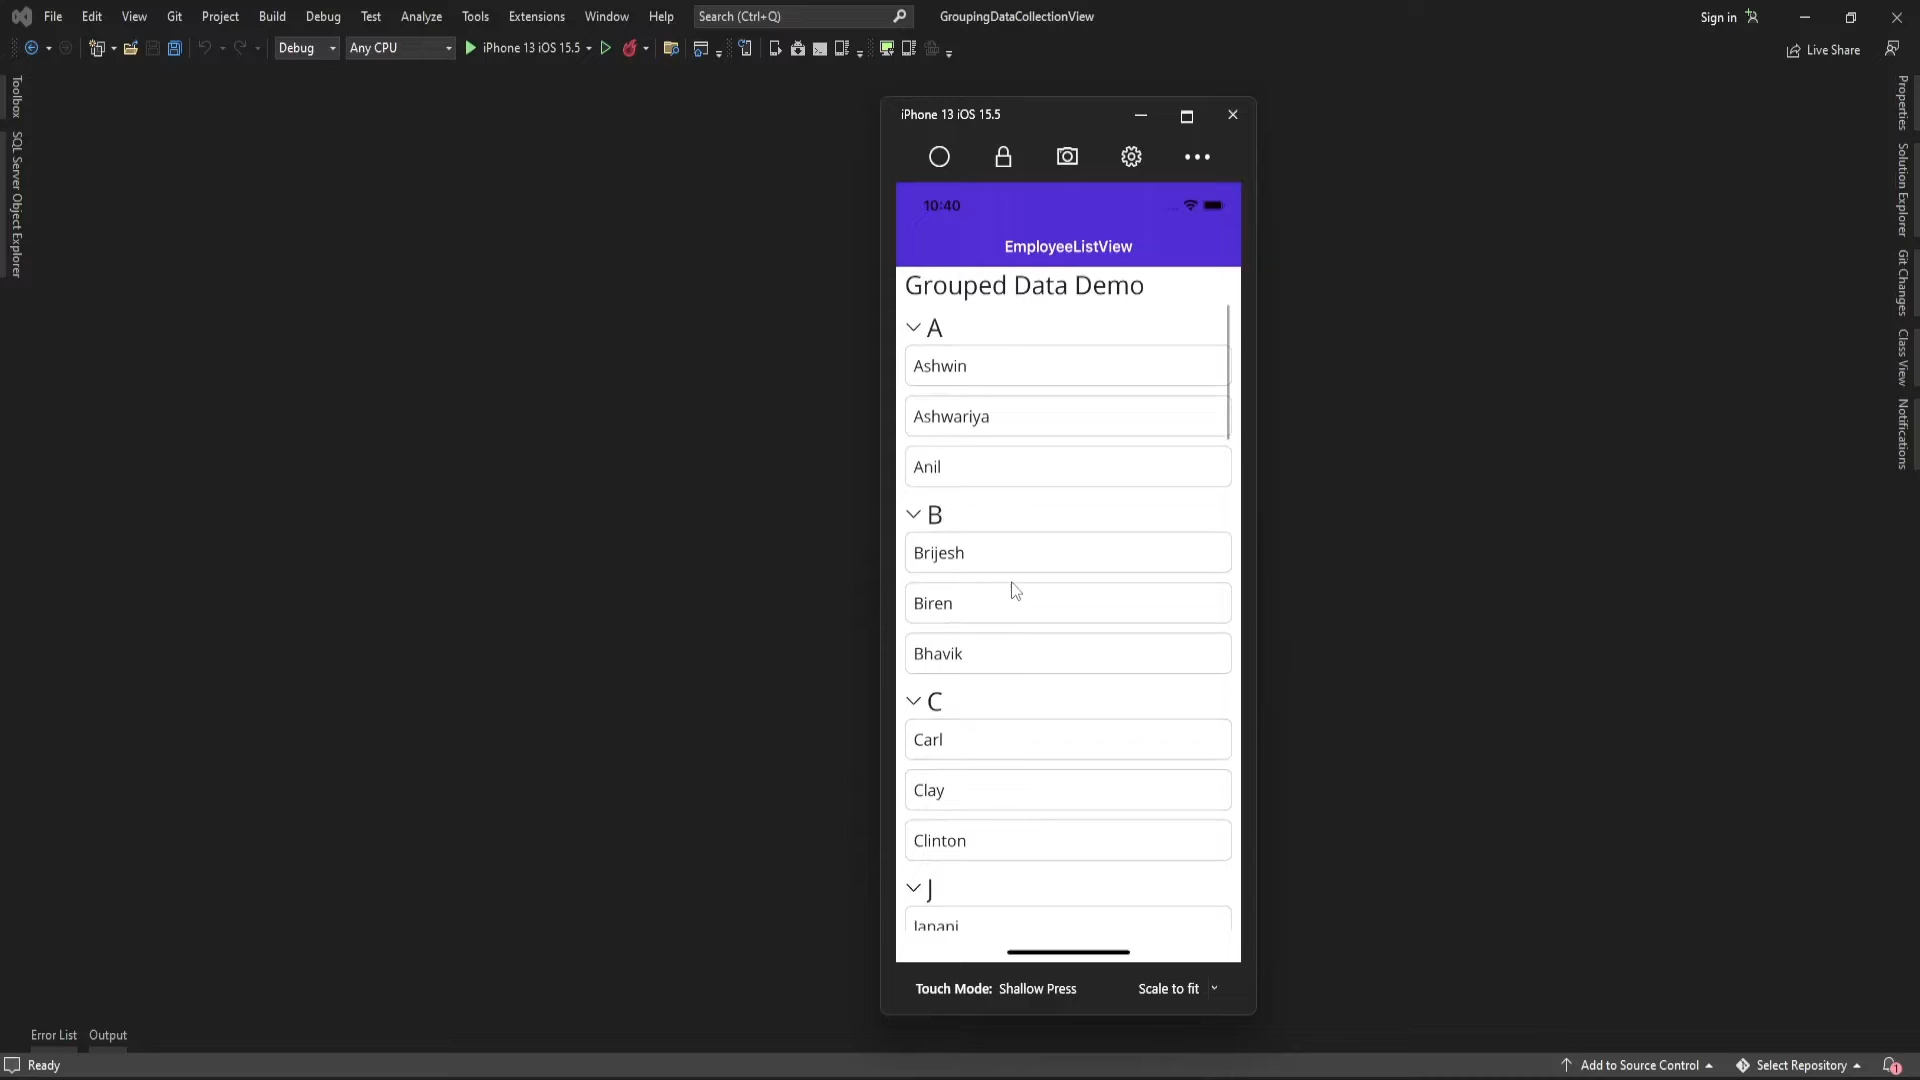 File Edit View Git Project Build Debug Test Analyze Tools Extensions Window Help Search (Ctrl+Q) GroupingDataCollectionView Sign in
Debug Any CPU iPhone 13 iOS 15.5 Live Share
Toolbox
SQL Server Object Explorer
iPhone 13 iOS 15.5
10:40
EmployeeListView
Grouped Data Demo
A
Ashwin
Ashwariya
Anil
B
Brijesh
Biren
Bhavik
C
Carl
Clay
Clinton
J
Janani
Touch Mode: Shallow Press Scale to fit
Properties
Solution Explorer
Git Changes
Class View
Notifications
Error List Output
Ready Add to Source Control Select Repository 1